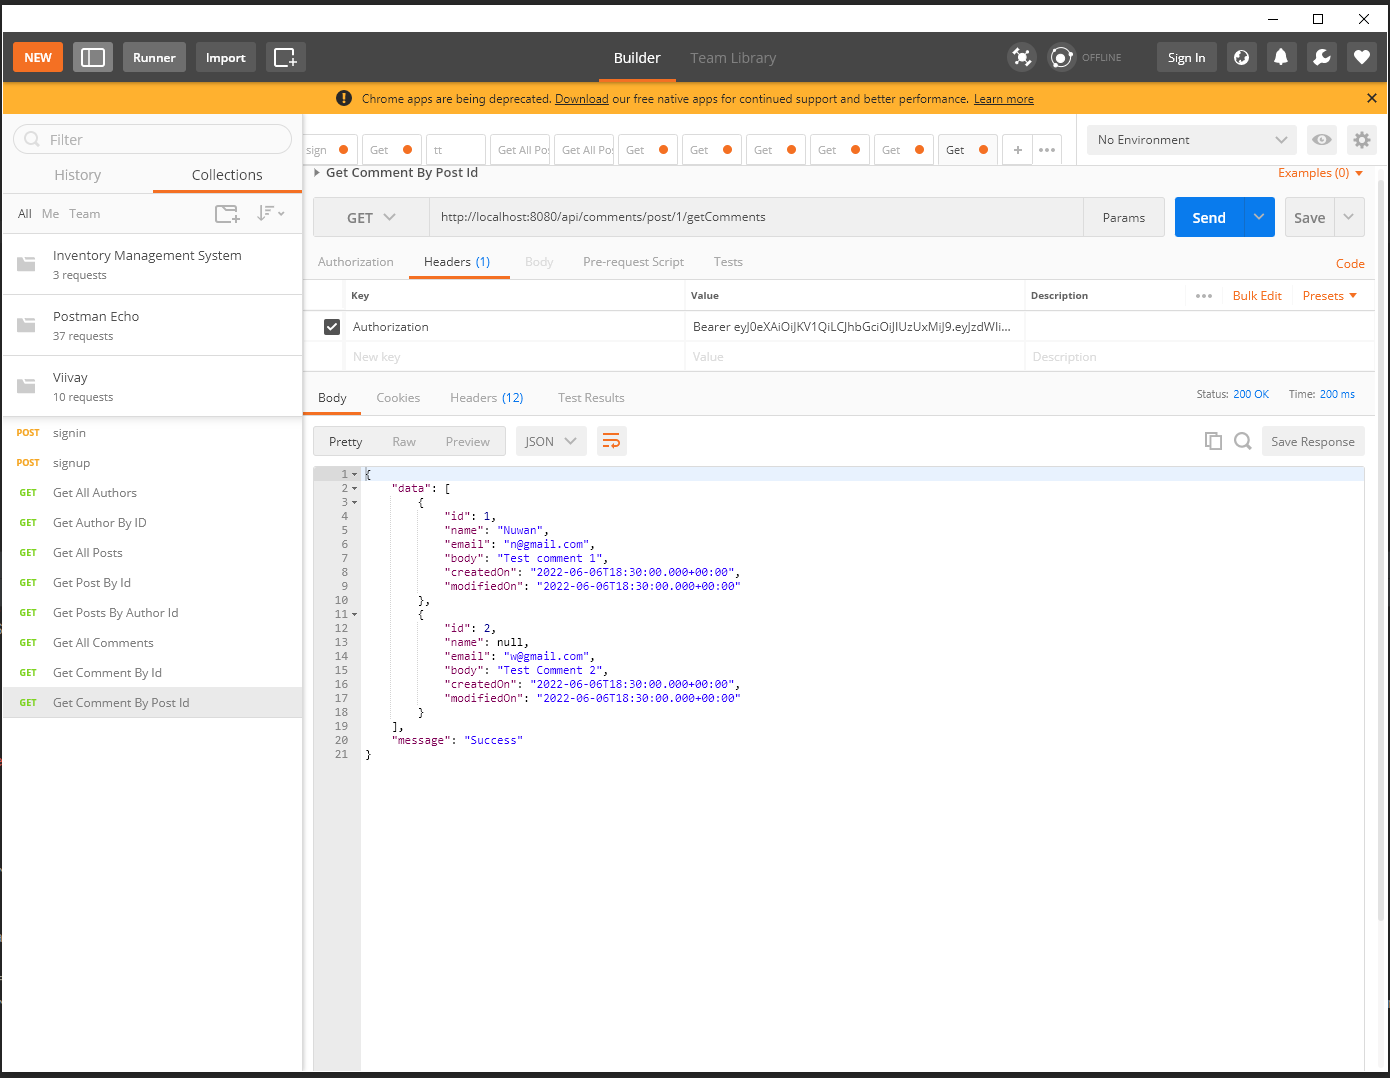 NEW Runner Import Builder Team Library OFFLINE Sign In
! Chrome apps are being deprecated. Download our free native apps for continued support and better performance. Learn more
Filter
History Collections
All Me Team
Inventory Management System
3 requests
Postman Echo
37 requests
Viivay
10 requests
POST signin
POST signup
GET Get All Authors
GET Get Author By ID
GET Get All Posts
GET Get Post By Id
GET Get Posts By Author Id
GET Get All Comments
GET Get Comment By Id
GET Get Comment By Post Id
sign Get tt Get All Pos Get All Pos Get Get Get Get Get Get + ••• No Environment
Get Comment By Post Id Examples (0)
GET http://localhost:8080/api/comments/post/1/getComments Params Send Save
Authorization Headers (1) Body Pre-request Script Tests Code
Key Value Description ••• Bulk Edit Presets
Authorization Bearer eyJ0eXAiOiJKV1QiLCJhbGciOiJIUzUxMiJ9.eyJzdWIi...
New key Value Description
Body Cookies Headers (12) Test Results Status: 200 OK Time: 200 ms
Pretty Raw Preview JSON Save Response
1 {
2 "data": [
3 {
4 "id": 1,
5 "name": "Nuwan",
6 "email": "n@gmail.com",
7 "body": "Test comment 1",
8 "createdOn": "2022-06-06T18:30:00.000+00:00",
9 "modifiedOn": "2022-06-06T18:30:00.000+00:00"
10 },
11 {
12 "id": 2,
13 "name": null,
14 "email": "w@gmail.com",
15 "body": "Test Comment 2",
16 "createdOn": "2022-06-06T18:30:00.000+00:00",
17 "modifiedOn": "2022-06-06T18:30:00.000+00:00"
18 }
19 ],
20 "message": "Success"
21 }